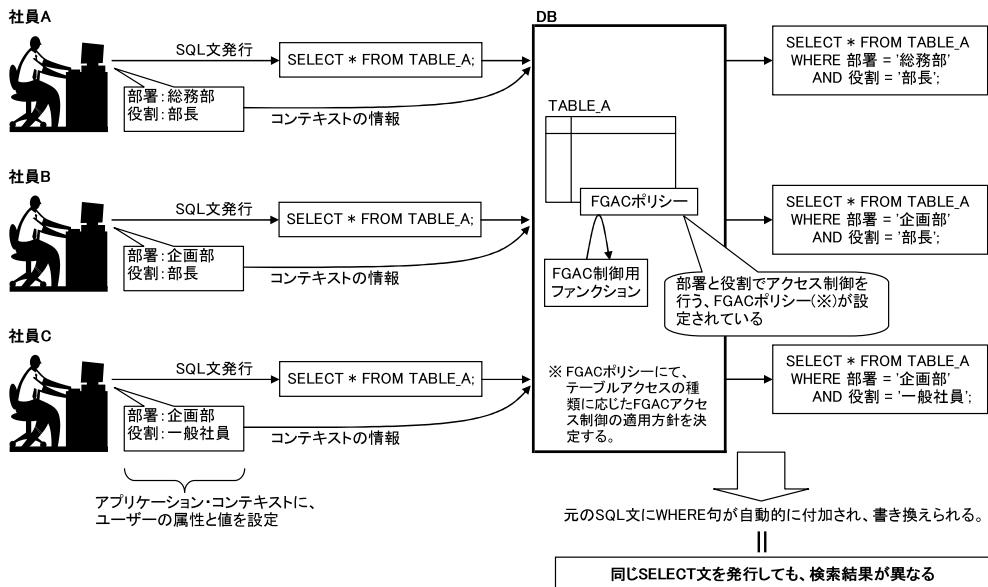 社員A
SQL文発行
SELECT * FROM TABLE_A;
部署:総務部
役割:部長
コンテキストの情報
社員B
SQL文発行
SELECT * FROM TABLE_A;
部署:企画部
役割:部長
コンテキストの情報
社員C
SQL文発行
SELECT * FROM TABLE_A;
部署:企画部
役割:一般社員
コンテキストの情報
アプリケーション・コンテキストに、
ユーザーの属性と値を設定
DB
TABLE_A
FGACポリシー
FGAC制御用
ファンクション
部署と役割でアクセス制御を
行う、FGACポリシー(※)が設
定されている
※ FGACポリシーにて、
テーブルアクセスの種
類に応じたFGACアクセ
ス制御の適用方針を決
定する。
SELECT * FROM TABLE_A
WHERE 部署 = '総務部'
AND 役割 = '部長';
SELECT * FROM TABLE_A
WHERE 部署 = '企画部'
AND 役割 = '部長';
SELECT * FROM TABLE_A
WHERE 部署 = '企画部'
AND 役割 = '一般社員';
元のSQL文にWHERE句が自動的に付加され、書き換えられる。
同じSELECT文を発行しても、検索結果が異なる